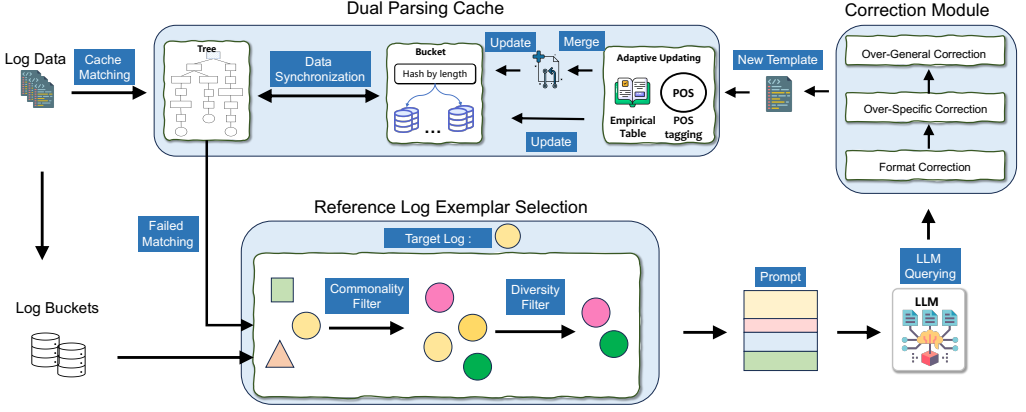 Dual Parsing Cache
Correction Module
Log Data
Cache
Matching
Tree
Data
Synchronization
Bucket
Hash by length
...
Update
Merge
Update
Adaptive Updating
Empirical
Table
POS
POS
tagging
New Template
Over-General Correction
Over-Specific Correction
Format Correction
Failed
Matching
Reference Log Exemplar Selection
Target Log :
Commonality
Filter
Diversity
Filter
Log Buckets
Prompt
LLM
Querying
LLM